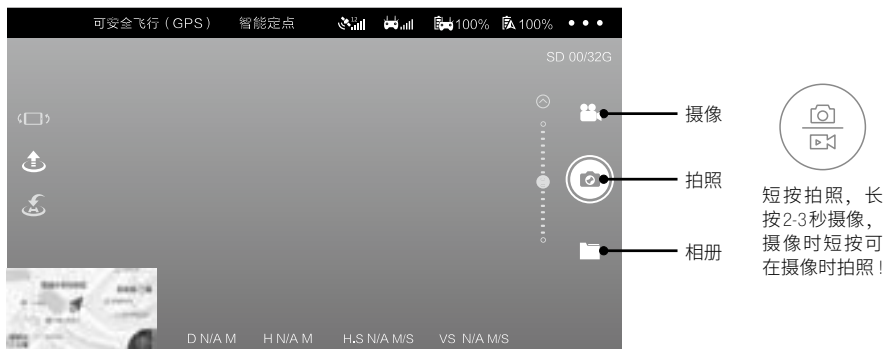 可安全飞行（GPS） 智能定点 12 100% 100%
SD 00/32G
摄像
拍照
相册
D N/A M H N/A M H.S N/A M/S VS N/A M/S
短按拍照，长
按2-3秒摄像，
摄像时短按可
在摄像时拍照！